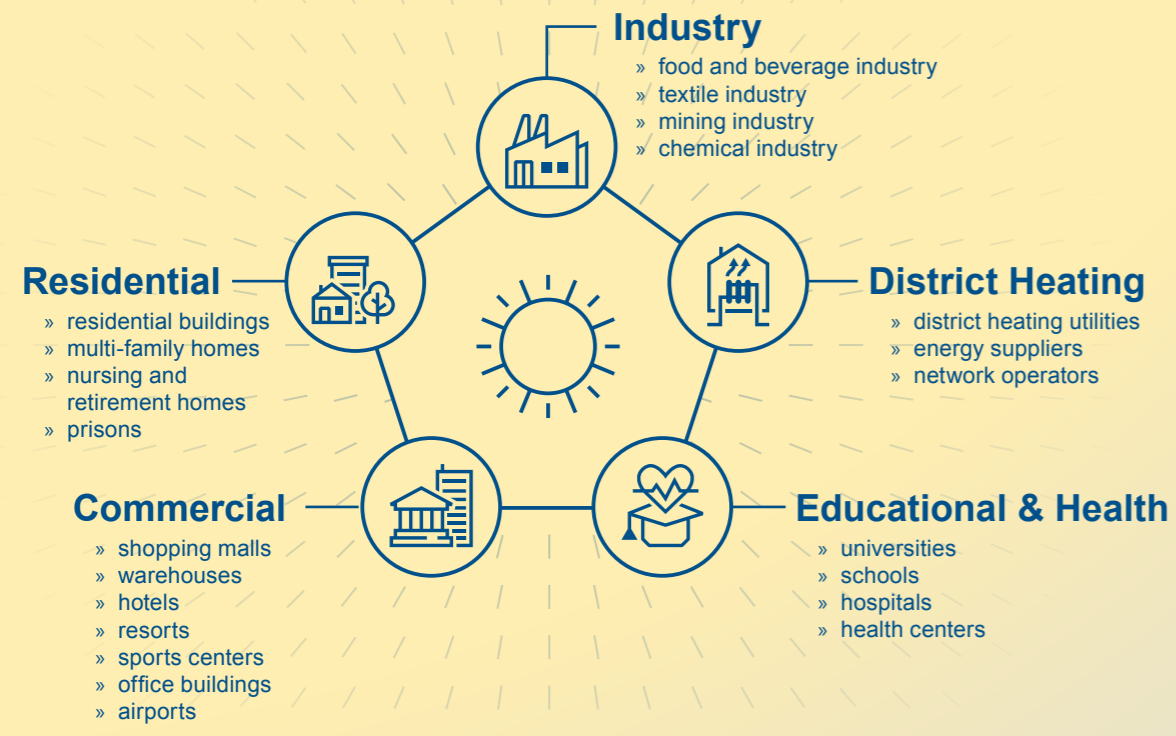 Industry
» food and beverage industry
» textile industry
» mining industry
» chemical industry
Residential
» residential buildings
» multi-family homes
» nursing and
retirement homes
» prisons
District Heating
» district heating utilities
» energy suppliers
» network operators
Commercial
» shopping malls
» warehouses
» hotels
» resorts
» sports centers
» office buildings
» airports
Educational & Health
» universities
» schools
» hospitals
» health centers